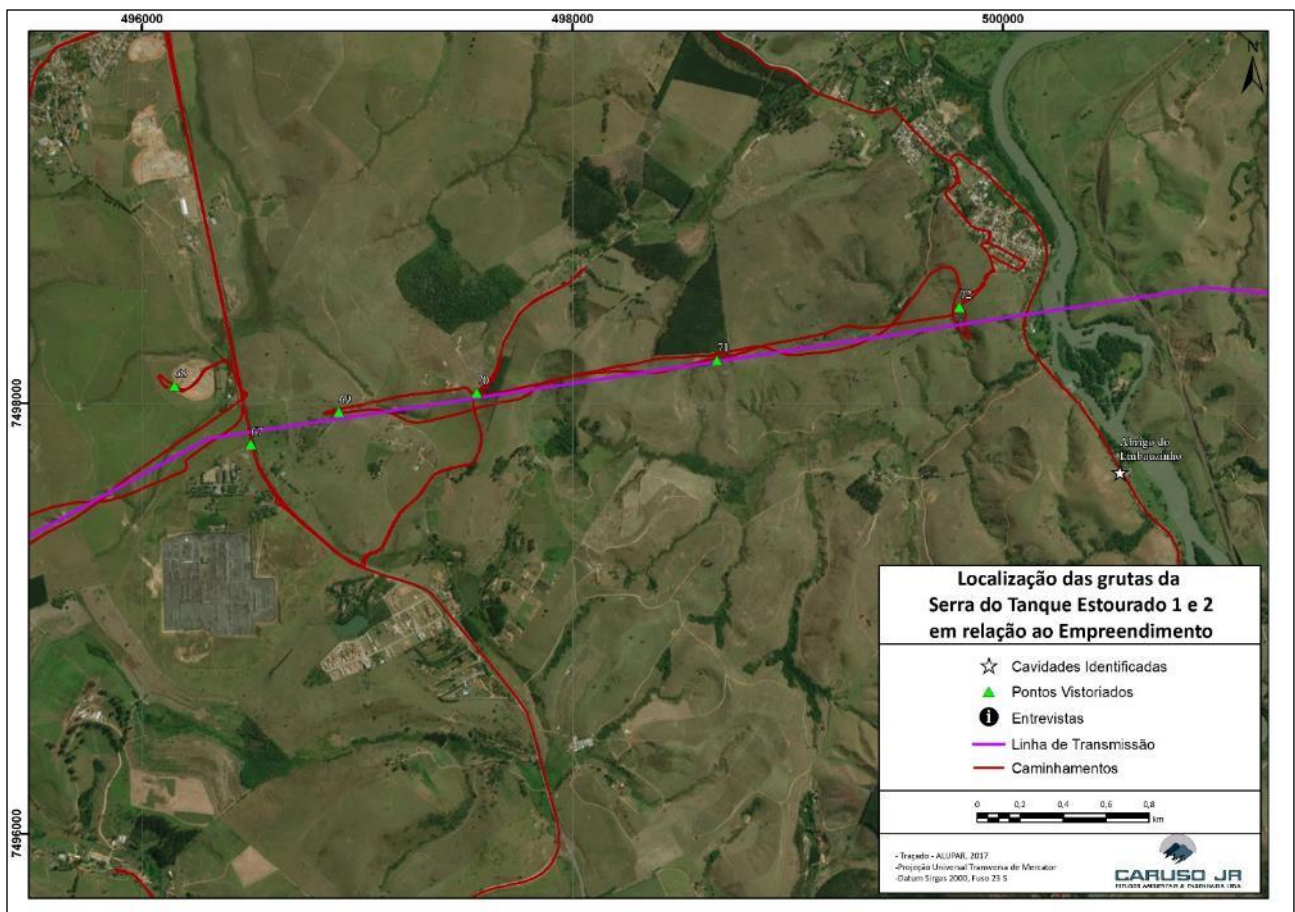 496000
498000
500000
N
72
71
68
70
69
7498000
67
Abrigo do
Embauzinho
Localização das grutas da
Serra do Tanque Estourado 1 e 2
em relação ao Empreendimento
Cavidades Identificadas
Pontos Vistoriados
i Entrevistas
Linha de Transmissão
Caminhamentos
0 0,2 0,4 0,6 0,8
km
7496000
- Traçado - ALUPAR, 2017
-Projeção Universal Transversa de Mercator
-Datum Sirgas 2000, Fuso 23 S
CARUSO JR
ESTUDOS AMBIENTAIS & ENGENHARIA LTDA